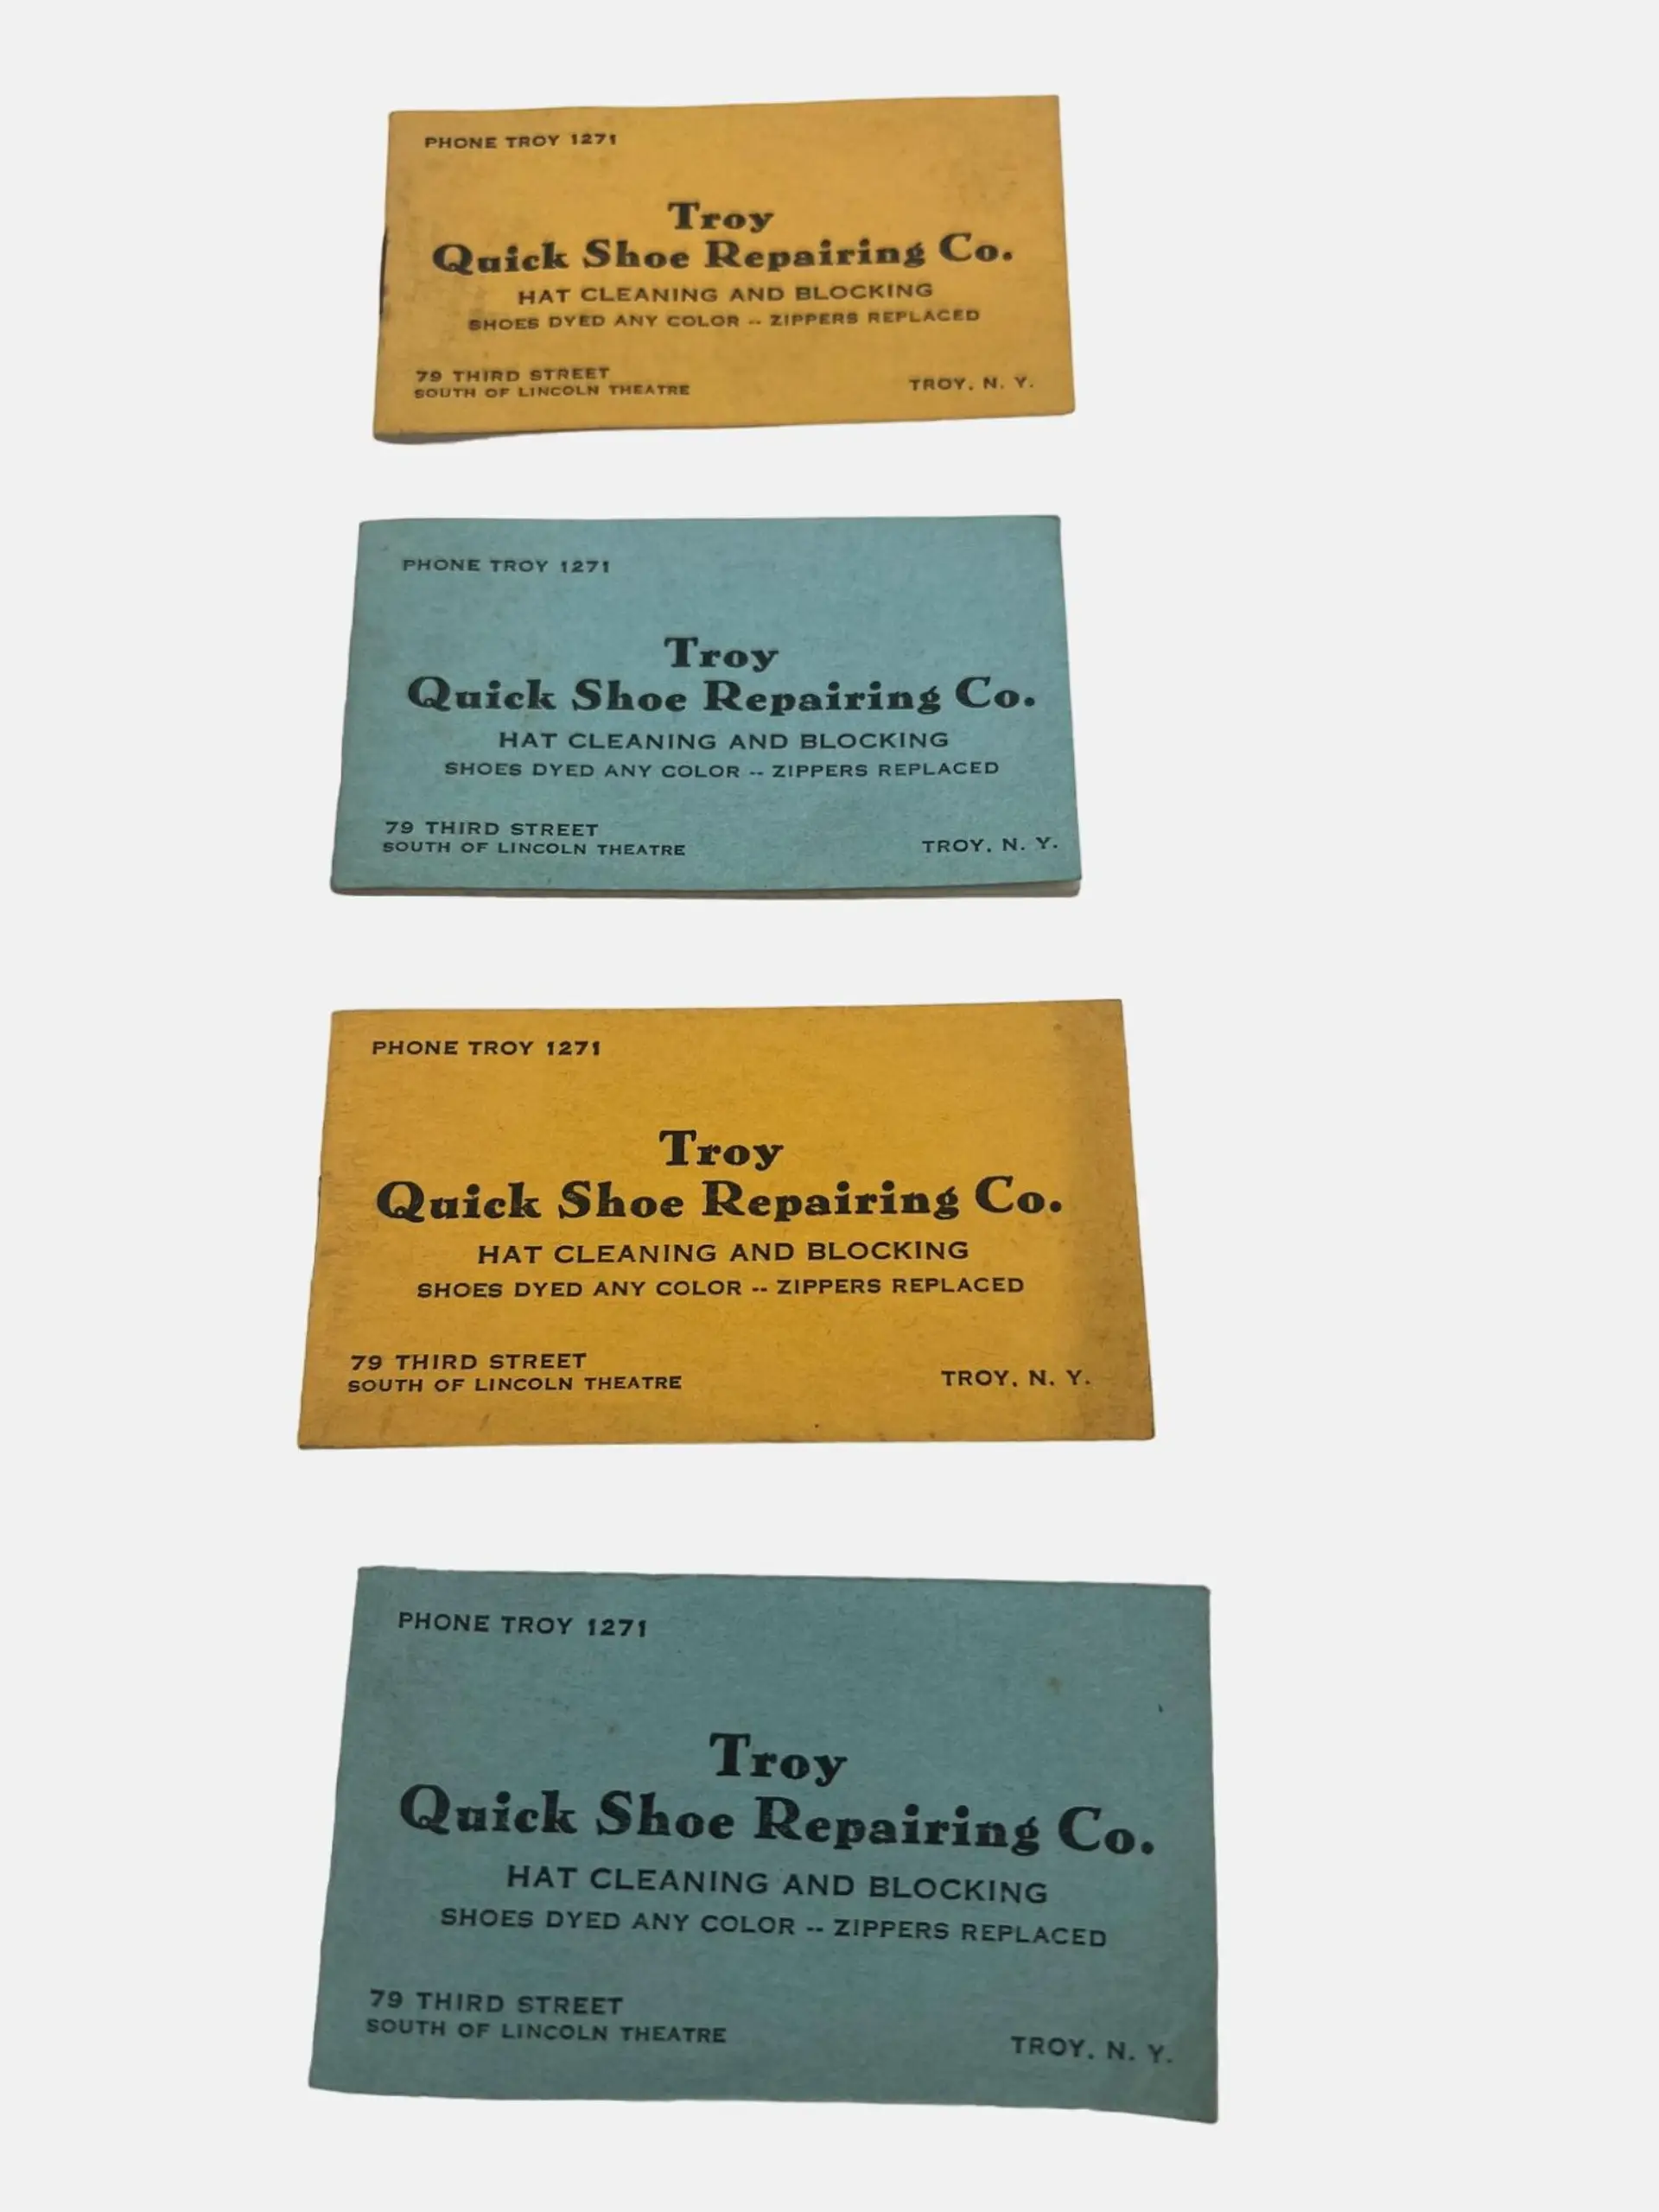 PHONE TROY 1271
Troy
Quick Shoe Repairing Co.
HAT CLEANING AND BLOCKING
SHOES DYED ANY COLOR -- ZIPPERS REPLACED
79 THIRD STREET
SOUTH OF LINCOLN THEATRE
TROY, N. Y.
PHONE TROY 1271
Troy
Quick Shoe Repairing Co.
HAT CLEANING AND BLOCKING
SHOES DYED ANY COLOR -- ZIPPERS REPLACED
79 THIRD STREET
SOUTH OF LINCOLN THEATRE
TROY, N. Y.
PHONE TROY 1271
Troy
Quick Shoe Repairing Co.
HAT CLEANING AND BLOCKING
SHOES DYED ANY COLOR -- ZIPPERS REPLACED
79 THIRD STREET
SOUTH OF LINCOLN THEATRE
TROY, N. Y.
PHONE TROY 1271
Troy
Quick Shoe Repairing Co.
HAT CLEANING AND BLOCKING
SHOES DYED ANY COLOR -- ZIPPERS REPLACED
79 THIRD STREET
SOUTH OF LINCOLN THEATRE
TROY, N. Y.